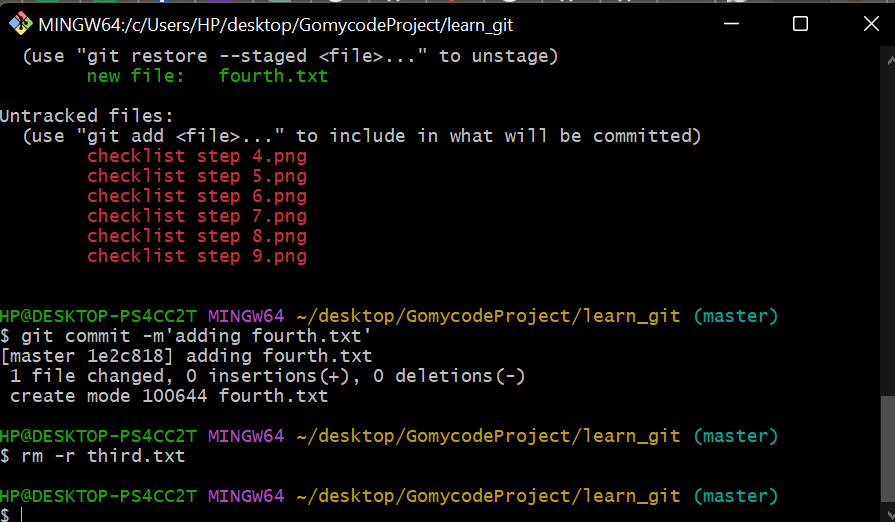 MINGW64:/c/Users/HP/desktop/GomycodeProject/learn_git
  (use "git restore --staged <file>..." to unstage)
        new file:   fourth.txt

Untracked files:
  (use "git add <file>..." to include in what will be committed)
        checklist step 4.png
        checklist step 5.png
        checklist step 6.png
        checklist step 7.png
        checklist step 8.png
        checklist step 9.png

HP@DESKTOP-PS4CC2T MINGW64 ~/desktop/GomycodeProject/learn_git (master)
$ git commit -m'adding fourth.txt'
[master 1e2c818] adding fourth.txt
 1 file changed, 0 insertions(+), 0 deletions(-)
 create mode 100644 fourth.txt

HP@DESKTOP-PS4CC2T MINGW64 ~/desktop/GomycodeProject/learn_git (master)
$ rm -r third.txt

HP@DESKTOP-PS4CC2T MINGW64 ~/desktop/GomycodeProject/learn_git (master)
$